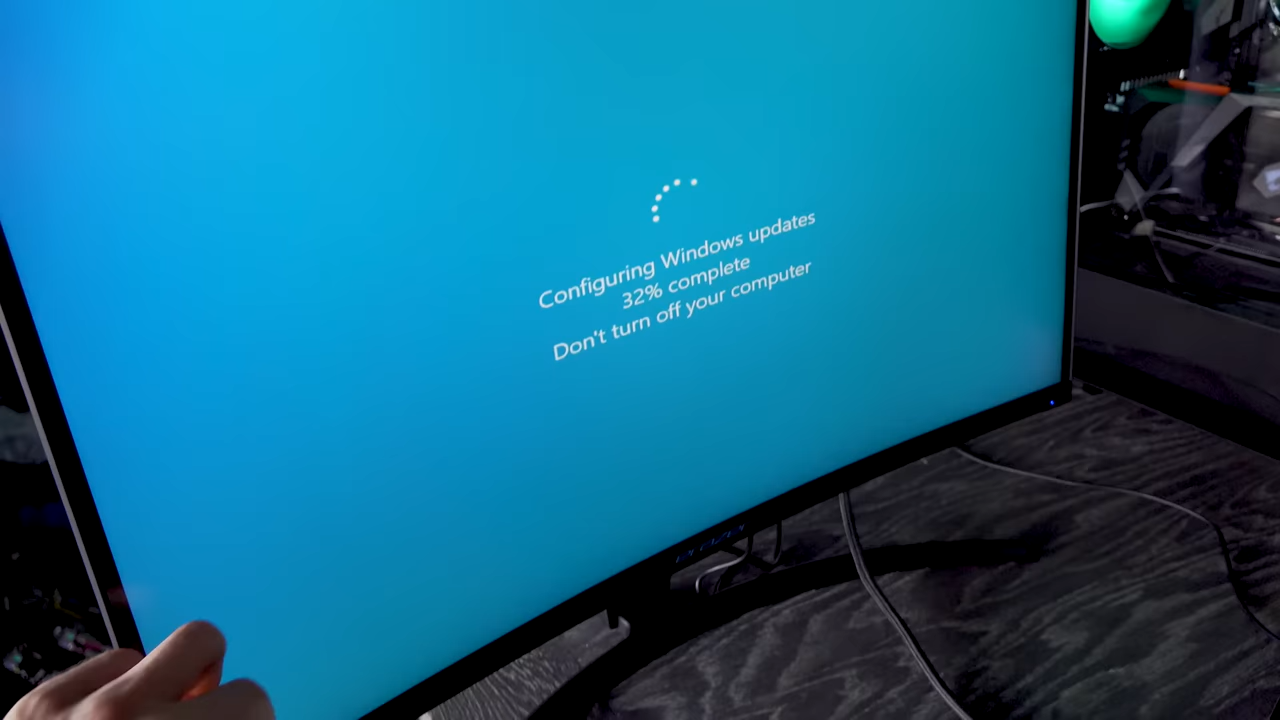 Configuring Windows updates
32% complete
Don't turn off your computer